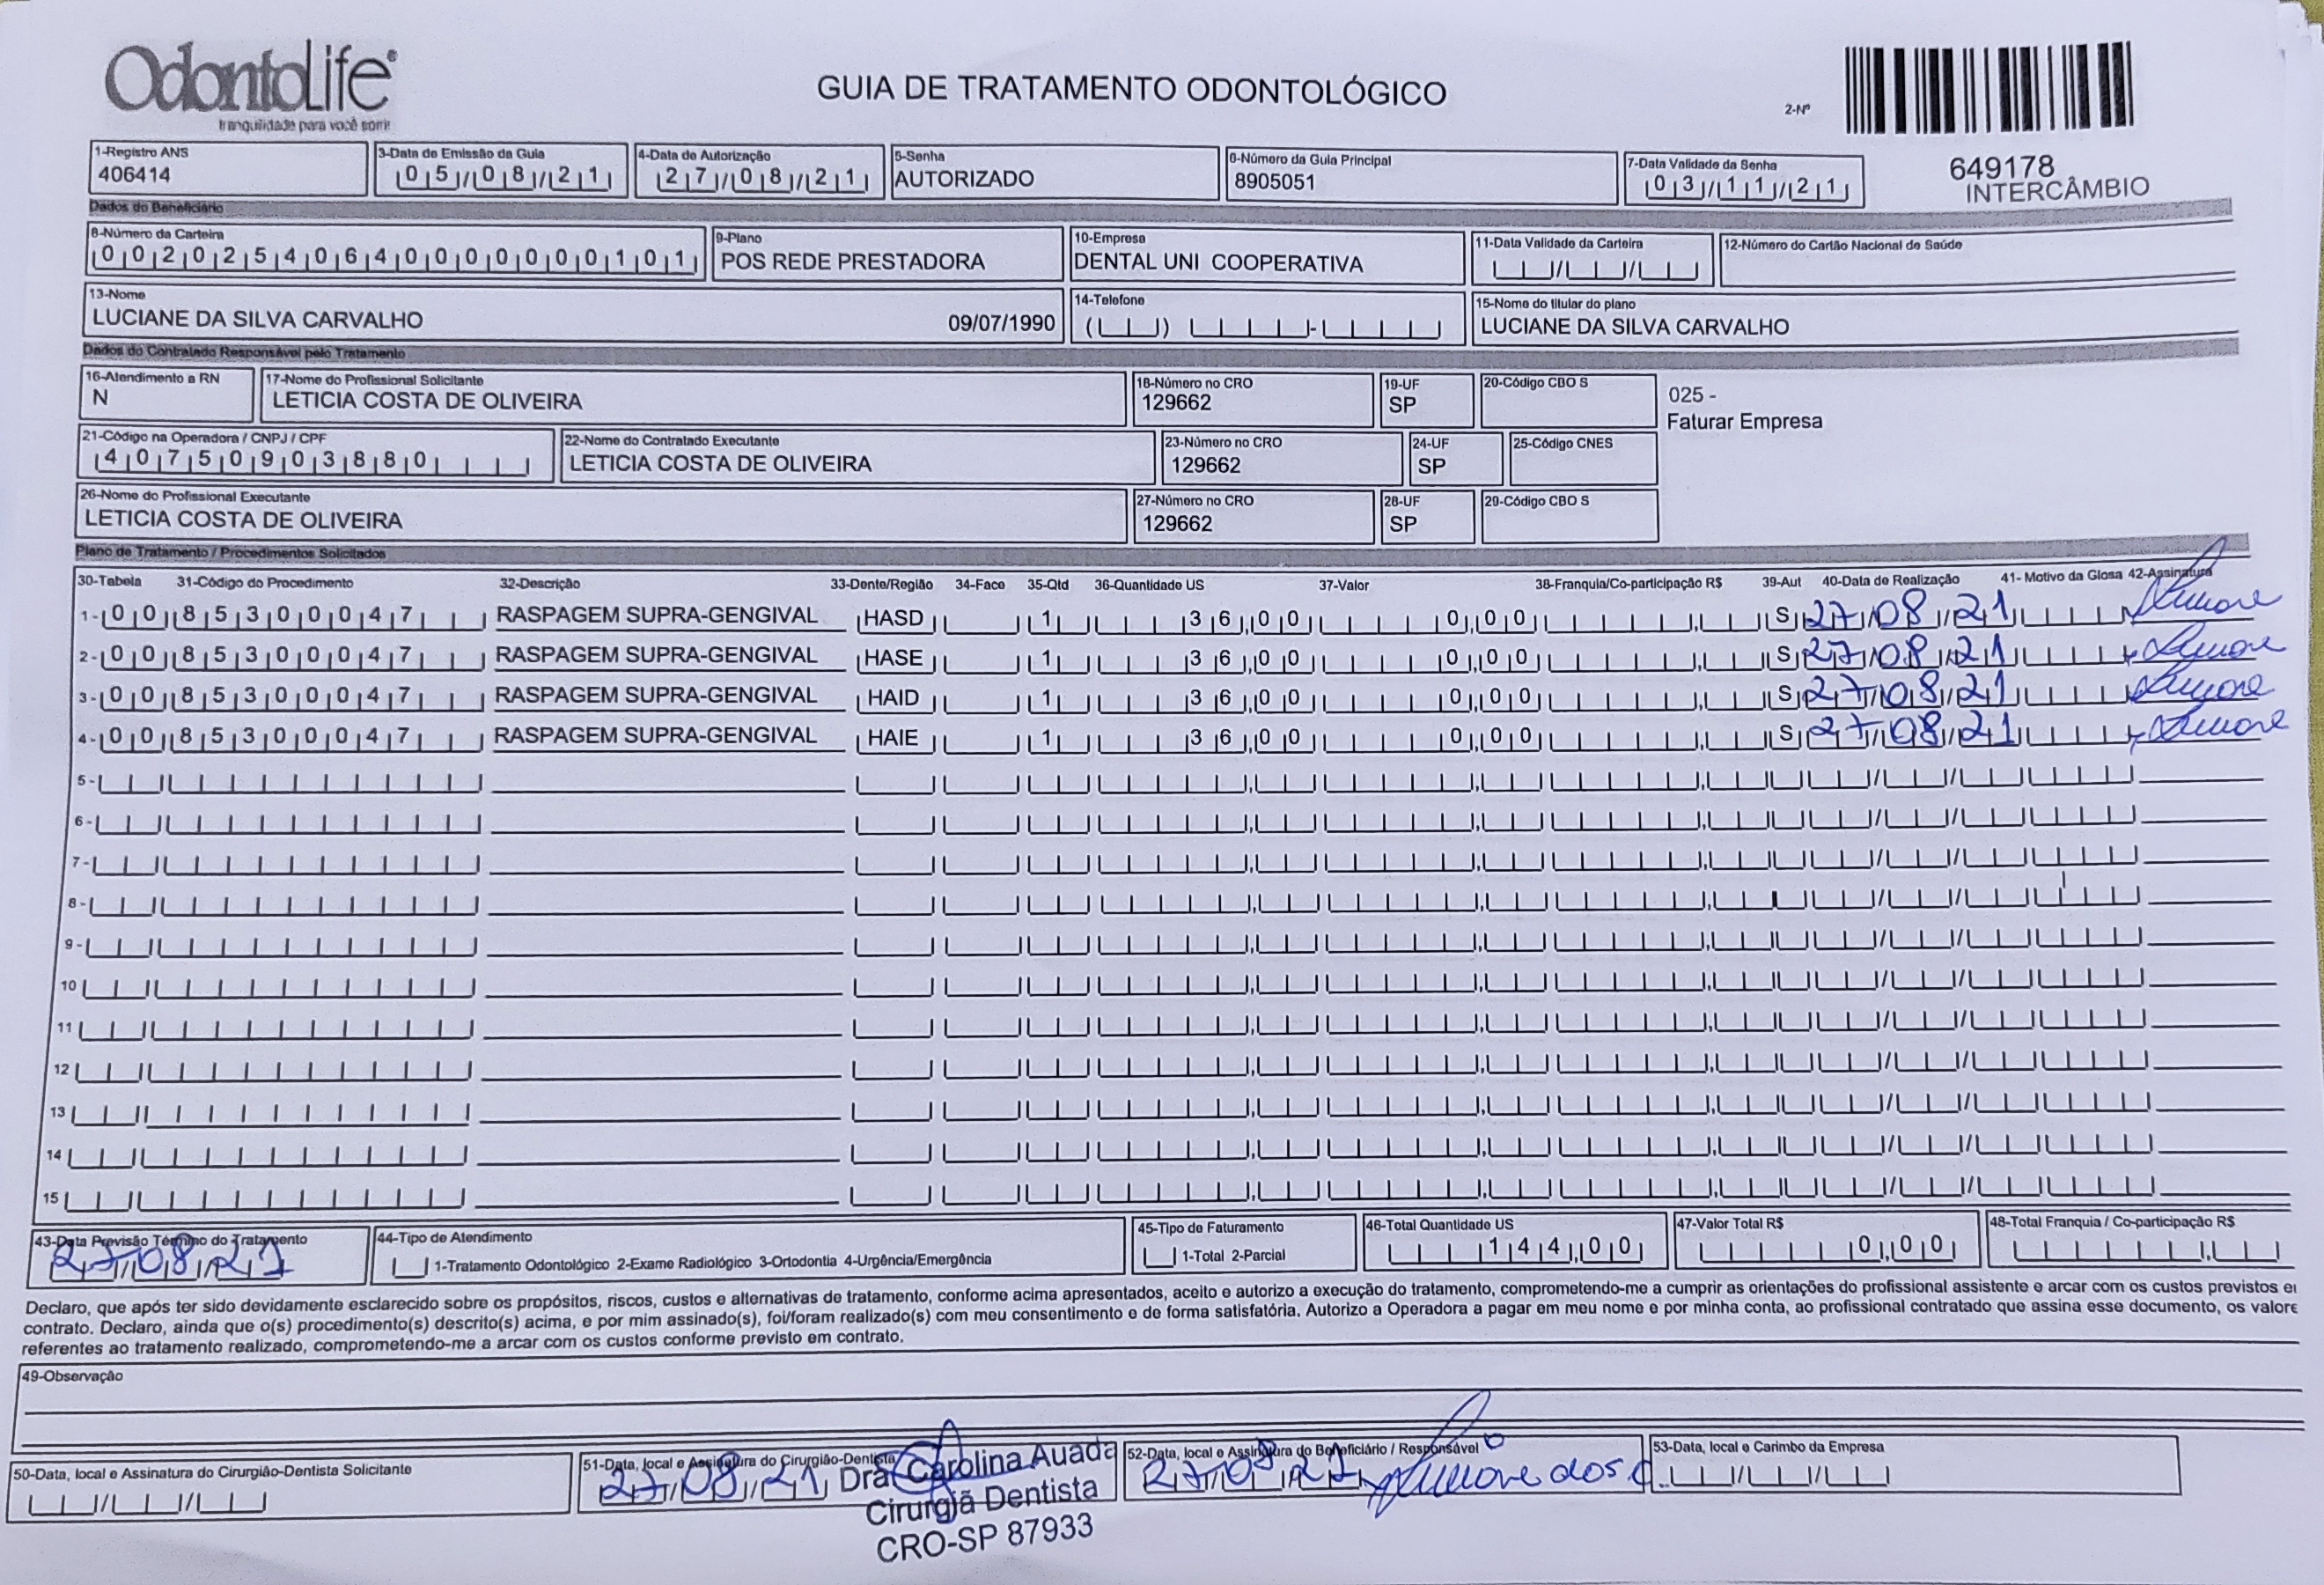 OdontoLife®
tranquilidade para você sorrir
GUIA DE TRATAMENTO ODONTOLÓGICO
2-Nº
649178
INTERCÂMBIO
1-Registro ANS
406414
3-Data de Emissão da Guia
05/08/21
4-Data de Autorização
27/08/21
5-Senha
AUTORIZADO
6-Número da Guia Principal
8905051
7-Data Validade da Senha
03/11/21
Dados do Beneficiário
8-Número da Carteira
00202540640000000101
9-Plano
POS REDE PRESTADORA
10-Empresa
DENTAL UNI COOPERATIVA
11-Data Validade da Carteira
12-Número do Cartão Nacional de Saúde
13-Nome
LUCIANE DA SILVA CARVALHO 09/07/1990
14-Telefone
15-Nome do titular do plano
LUCIANE DA SILVA CARVALHO
Dados do Contratado Responsável pelo Tratamento
16-Atendimento a RN
N
17-Nome do Profissional Solicitante
LETICIA COSTA DE OLIVEIRA
18-Número no CRO
129662
19-UF
SP
20-Código CBO S
025 -
Faturar Empresa
21-Código na Operadora / CNPJ / CPF
40750903880
22-Nome do Contratado Executante
LETICIA COSTA DE OLIVEIRA
23-Número no CRO
129662
24-UF
SP
25-Código CNES
26-Nome do Profissional Executante
LETICIA COSTA DE OLIVEIRA
27-Número no CRO
129662
28-UF
SP
29-Código CBO S
Plano de Tratamento / Procedimentos Solicitados
30-Tabela 31-Código do Procedimento 32-Descrição 33-Dente/Região 34-Face 35-Qtd 36-Quantidade US 37-Valor 38-Franquia/Co-participação R$ 39-Aut 40-Data de Realização 41- Motivo da Glosa 42-Assinatura
1- 00 85300047 RASPAGEM SUPRA-GENGIVAL HASD 1 36,00 0,00 S 27/08/21
2- 00 85300047 RASPAGEM SUPRA-GENGIVAL HASE 1 36,00 0,00 S 27/08/21
3- 00 85300047 RASPAGEM SUPRA-GENGIVAL HAID 1 36,00 0,00 S 27/08/21
4- 00 85300047 RASPAGEM SUPRA-GENGIVAL HAIE 1 36,00 0,00 S 27/08/21
5-
6-
7-
8-
9-
10
11
12
13
14
15
43-Data Previsão Término do Tratamento
27/08/21
44-Tipo de Atendimento
1-Tratamento Odontológico 2-Exame Radiológico 3-Ortodontia 4-Urgência/Emergência
45-Tipo de Faturamento
1-Total 2-Parcial
46-Total Quantidade US
144,00
47-Valor Total R$
0,00
48-Total Franquia / Co-participação R$
Declaro, que após ter sido devidamente esclarecido sobre os propósitos, riscos, custos e alternativas de tratamento, conforme acima apresentados, aceito e autorizo a execução do tratamento, comprometendo-me a cumprir as orientações do profissional assistente e arcar com os custos previstos e
contrato. Declaro, ainda que o(s) procedimento(s) descrito(s) acima, e por mim assinado(s), foi/foram realizado(s) com meu consentimento e de forma satisfatória. Autorizo a Operadora a pagar em meu nome e por minha conta, ao profissional contratado que assina esse documento, os valore
referentes ao tratamento realizado, comprometendo-me a arcar com os custos conforme previsto em contrato.
49-Observação
50-Data, local e Assinatura do Cirurgião-Dentista Solicitante
51-Data, local e Assinatura do Cirurgião-Dentista
27/08/21
Dra. Carolina Auada
Cirurgiã Dentista
CRO-SP 87933
52-Data, local e Assinatura do Beneficiário / Responsável
27/08/21 dos
53-Data, local e Carimbo da Empresa